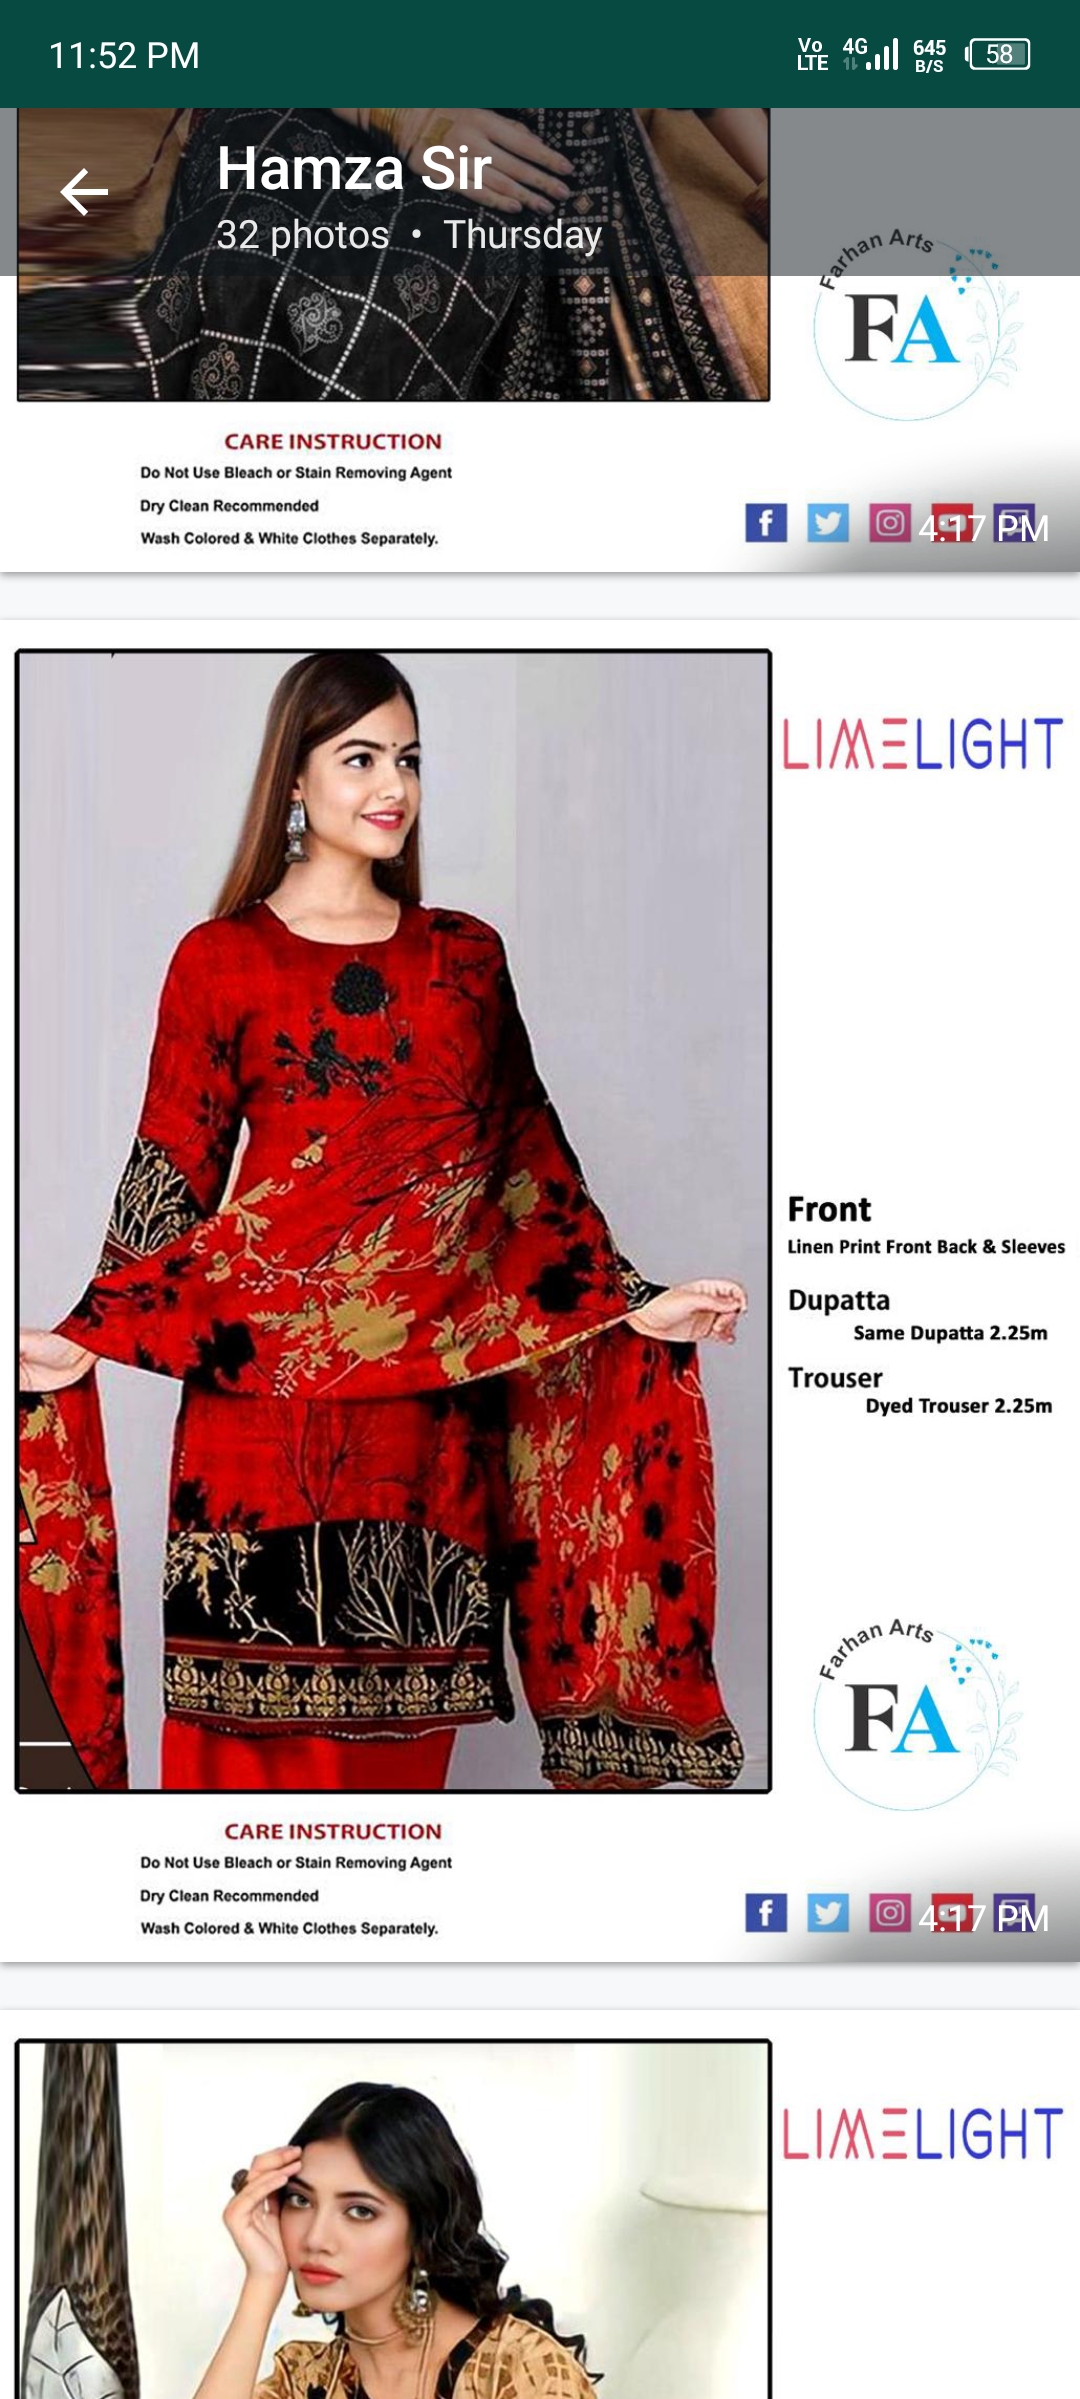 11:52 PM
Vo LTE 4G 645 B/S 58
Hamza Sir
32 photos • Thursday
Farhan Arts
FA
CARE INSTRUCTION
Do Not Use Bleach or Stain Removing Agent
Dry Clean Recommended
Wash Colored & White Clothes Separately.
4:17 PM
LIMELIGHT
Front
Linen Print Front Back & Sleeves
Dupatta
Same Dupatta 2.25m
Trouser
Dyed Trouser 2.25m
Farhan Arts
FA
CARE INSTRUCTION
Do Not Use Bleach or Stain Removing Agent
Dry Clean Recommended
Wash Colored & White Clothes Separately.
4:17 PM
LIMELIGHT